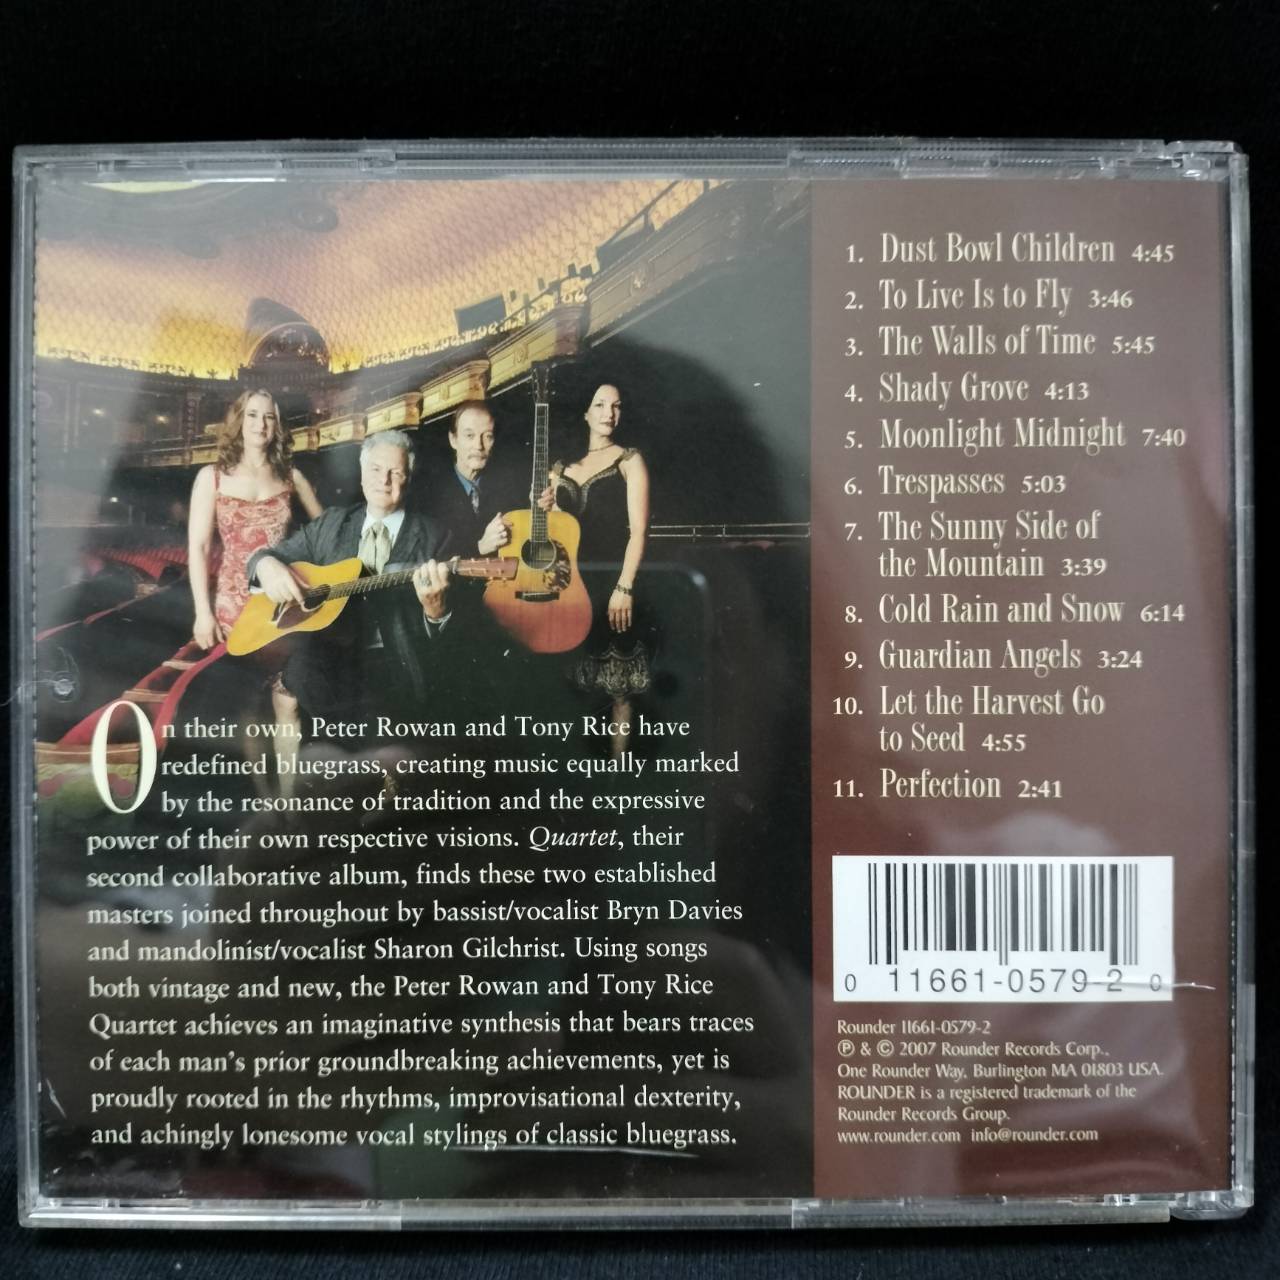 On their own, Peter Rowan and Tony Rice have
redefined bluegrass, creating music equally marked
by the resonance of tradition and the expressive
power of their own respective visions. Quartet, their
second collaborative album, finds these two established
masters joined throughout by bassist/vocalist Bryn Davies
and mandolinist/vocalist Sharon Gilchrist. Using songs
both vintage and new, the Peter Rowan and Tony Rice
Quartet achieves an imaginative synthesis that bears traces
of each man's prior groundbreaking achievements, yet is
proudly rooted in the rhythms, improvisational dexterity,
and achingly lonesome vocal stylings of classic bluegrass.
1. Dust Bowl Children 4:45
2. To Live Is to Fly 3:46
3. The Walls of Time 5:45
4. Shady Grove 4:13
5. Moonlight Midnight 7:40
6. Trespasses 5:03
7. The Sunny Side of
the Mountain 3:39
8. Cold Rain and Snow 6:14
9. Guardian Angels 3:24
10. Let the Harvest Go
to Seed 4:55
11. Perfection 2:41
0 11661-0579-2 0
Rounder 11661-0579-2
℗ & © 2007 Rounder Records Corp.,
One Rounder Way, Burlington MA 01803 USA.
ROUNDER is a registered trademark of the
Rounder Records Group.
www.rounder.com info@rounder.com